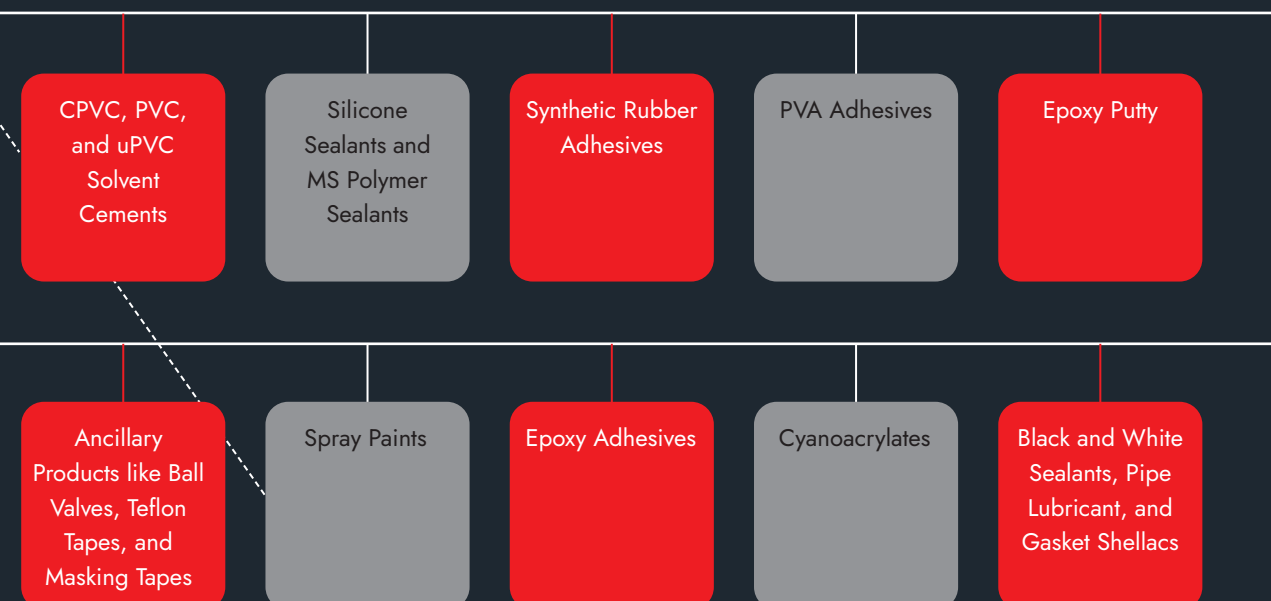 CPVC, PVC,
and uPVC
Solvent
Cements
Silicone
Sealants and
MS Polymer
Sealants
Synthetic Rubber
Adhesives
PVA Adhesives
Epoxy Putty
Ancillary
Products like Ball
Valves, Teflon
Tapes, and
Masking Tapes
Spray Paints
Epoxy Adhesives
Cyanoacrylates
Black and White
Sealants, Pipe
Lubricant, and
Gasket Shellacs